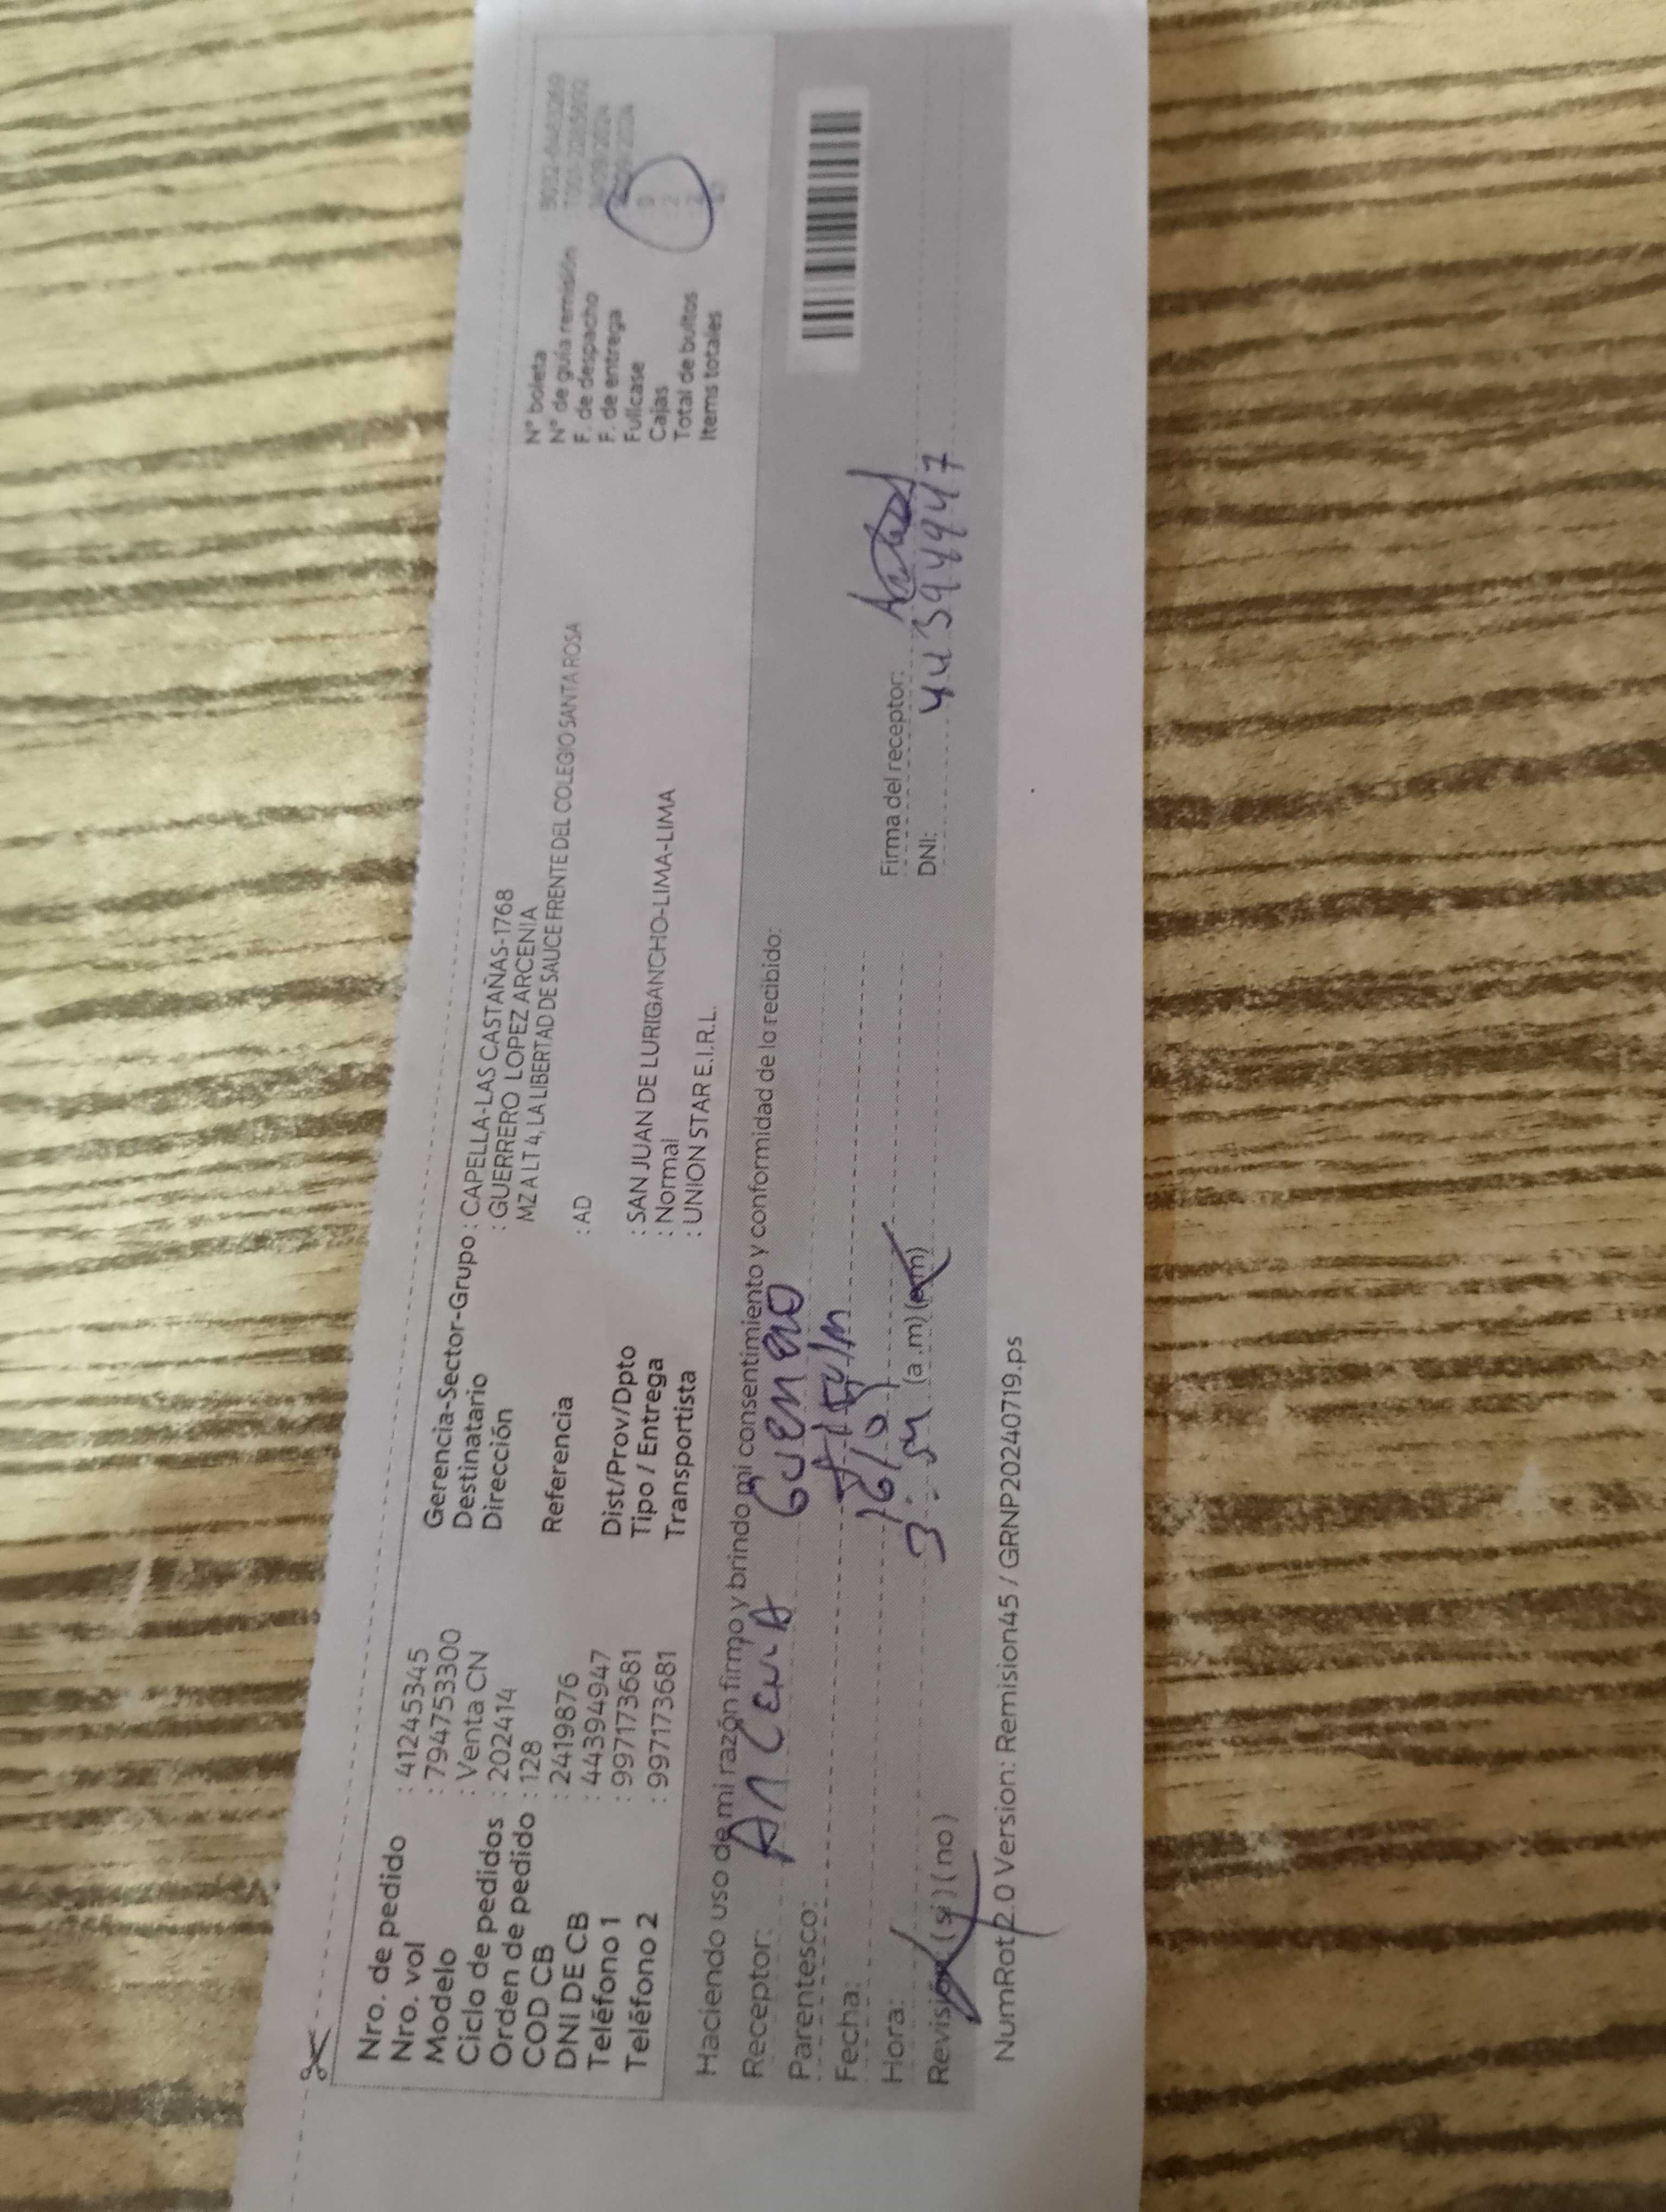 Nro. de pedido : 412445345
Nro. vol : 79475​3300
Modelo : Venta CN
Ciclo de pedidos : 202414
Orden de pedido : 128
COD CB : 2419876
DNI DE CB : 44394947
Teléfono 1 : 997173681
Teléfono 2 : 997173681
Gerencia-Sector-Grupo : CAPELLA-LAS CASTAÑAS-1768
Destinatario : GUERRERO LOPEZ ARCENIA
Dirección MZ A LT 4, LA LIBERTAD DE SAUCE FRENTE DEL COLEGIO SANTA ROSA
Referencia : AD
Dist/Prov/Dpto : SAN JUAN DE LURIGANCHO-LIMA-LIMA
Tipo / Entrega : Normal
Transportista : UNION STAR E.I.R.L.
N° boleta
N° de guía remisión
F. de despacho
F. de entrega
Fullcase
Cajas
Total de bultos
Items totales
Haciendo uso de mi razón firmo y brindo mi consentimiento y conformidad de lo recibido:
Receptor: ARCENIA GUERRERO
Parentesco:
Fecha: 16/09
Hora: (a .m) (p.m)
Revisión (si) (no)
Firma del receptor:
DNI: 44394947
NumRot 2.0 Version: Remision45 / GRNP20240719.ps